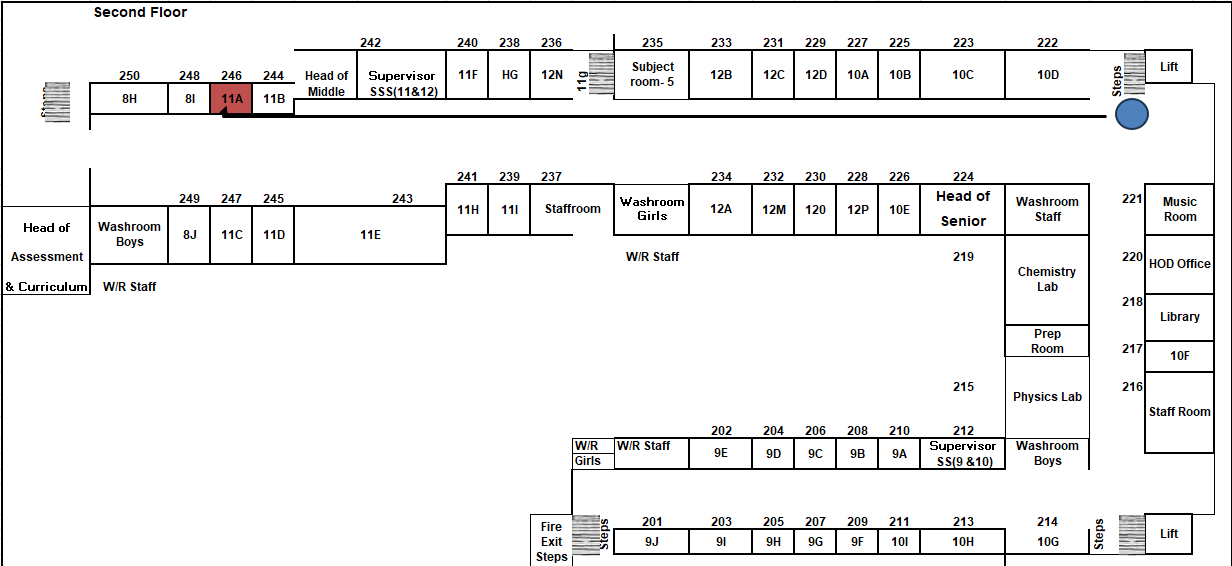 Second Floor
242 240 238 236 235 233 231 229 227 225 223 222
250 248 246 244
Head of
Middle
Supervisor
SSS(11&12)
11F HG 12N
11g
Subject
room- 5
12B 12C 12D 10A 10B 10C 10D
Steps
Lift
8H 8I 11A 11B
241 239 237 234 232 230 228 226 224
249 247 245 243
11H 11I Staffroom
Washroom
Girls
12A 12M 120 12P 10E
Head of
Senior
Washroom
Staff
221
Music
Room
Head of
Assessment
& Curriculum
Washroom
Boys
8J 11C 11D 11E
W/R Staff
W/R Staff
219
Chemistry
Lab
220
HOD Office
218
Library
Prep
Room
217
10F
215
Physics Lab
216
Staff Room
202 204 206 208 210 212
W/R
Girls
W/R Staff
9E 9D 9C 9B 9A
Supervisor
SS(9 &10)
Washroom
Boys
201 203 205 207 209 211 213 214
Fire
Exit
Steps
Steps
9J 9I 9H 9G 9F 10I 10H 10G
Steps
Lift